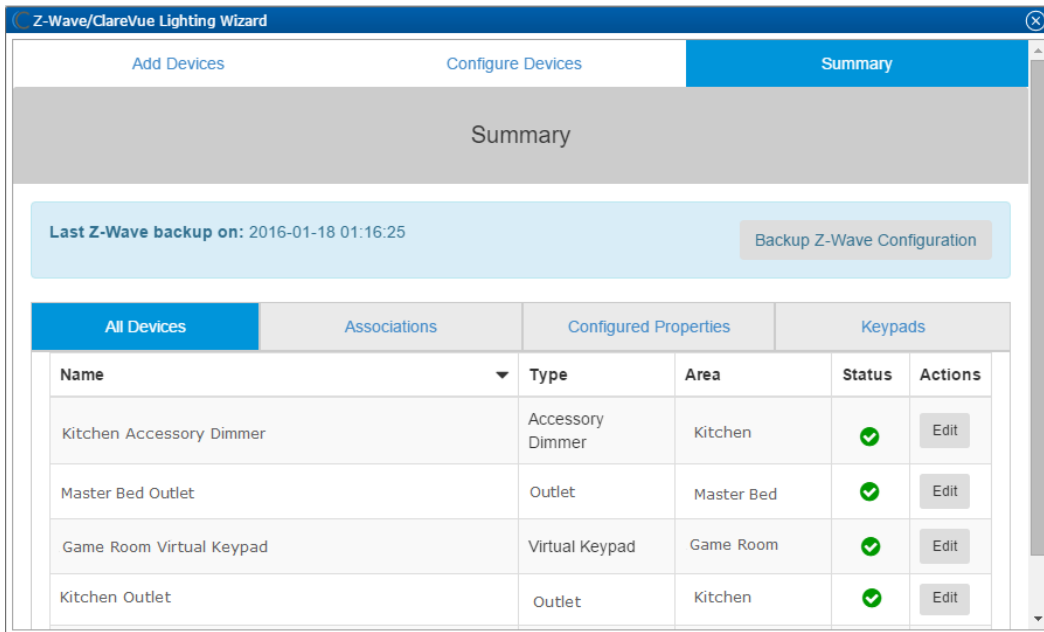 Z-Wave/ClareVue Lighting Wizard
Add Devices Configure Devices Summary
Summary
Last Z-Wave backup on: 2016-01-18 01:16:25 Backup Z-Wave Configuration
All Devices Associations Configured Properties Keypads
Name Type Area Status Actions
Kitchen Accessory Dimmer Accessory Dimmer Kitchen Edit
Master Bed Outlet Outlet Master Bed Edit
Game Room Virtual Keypad Virtual Keypad Game Room Edit
Kitchen Outlet Outlet Kitchen Edit